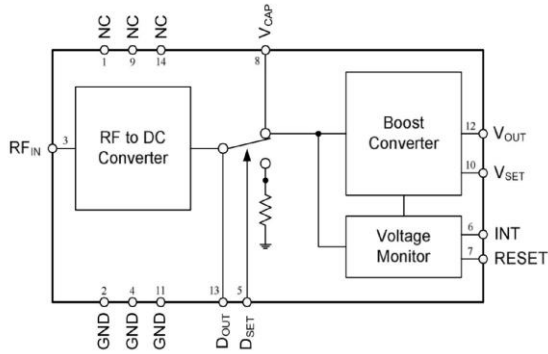 NC
NC
NC
V_CAP
1
9
14
8
RF_IN
3
RF to DC
Converter
Boost
Converter
12
V_OUT
10
V_SET
Voltage
Monitor
6
INT
7
RESET
2
4
11
13
5
GND
GND
GND
D_OUT
D_SET